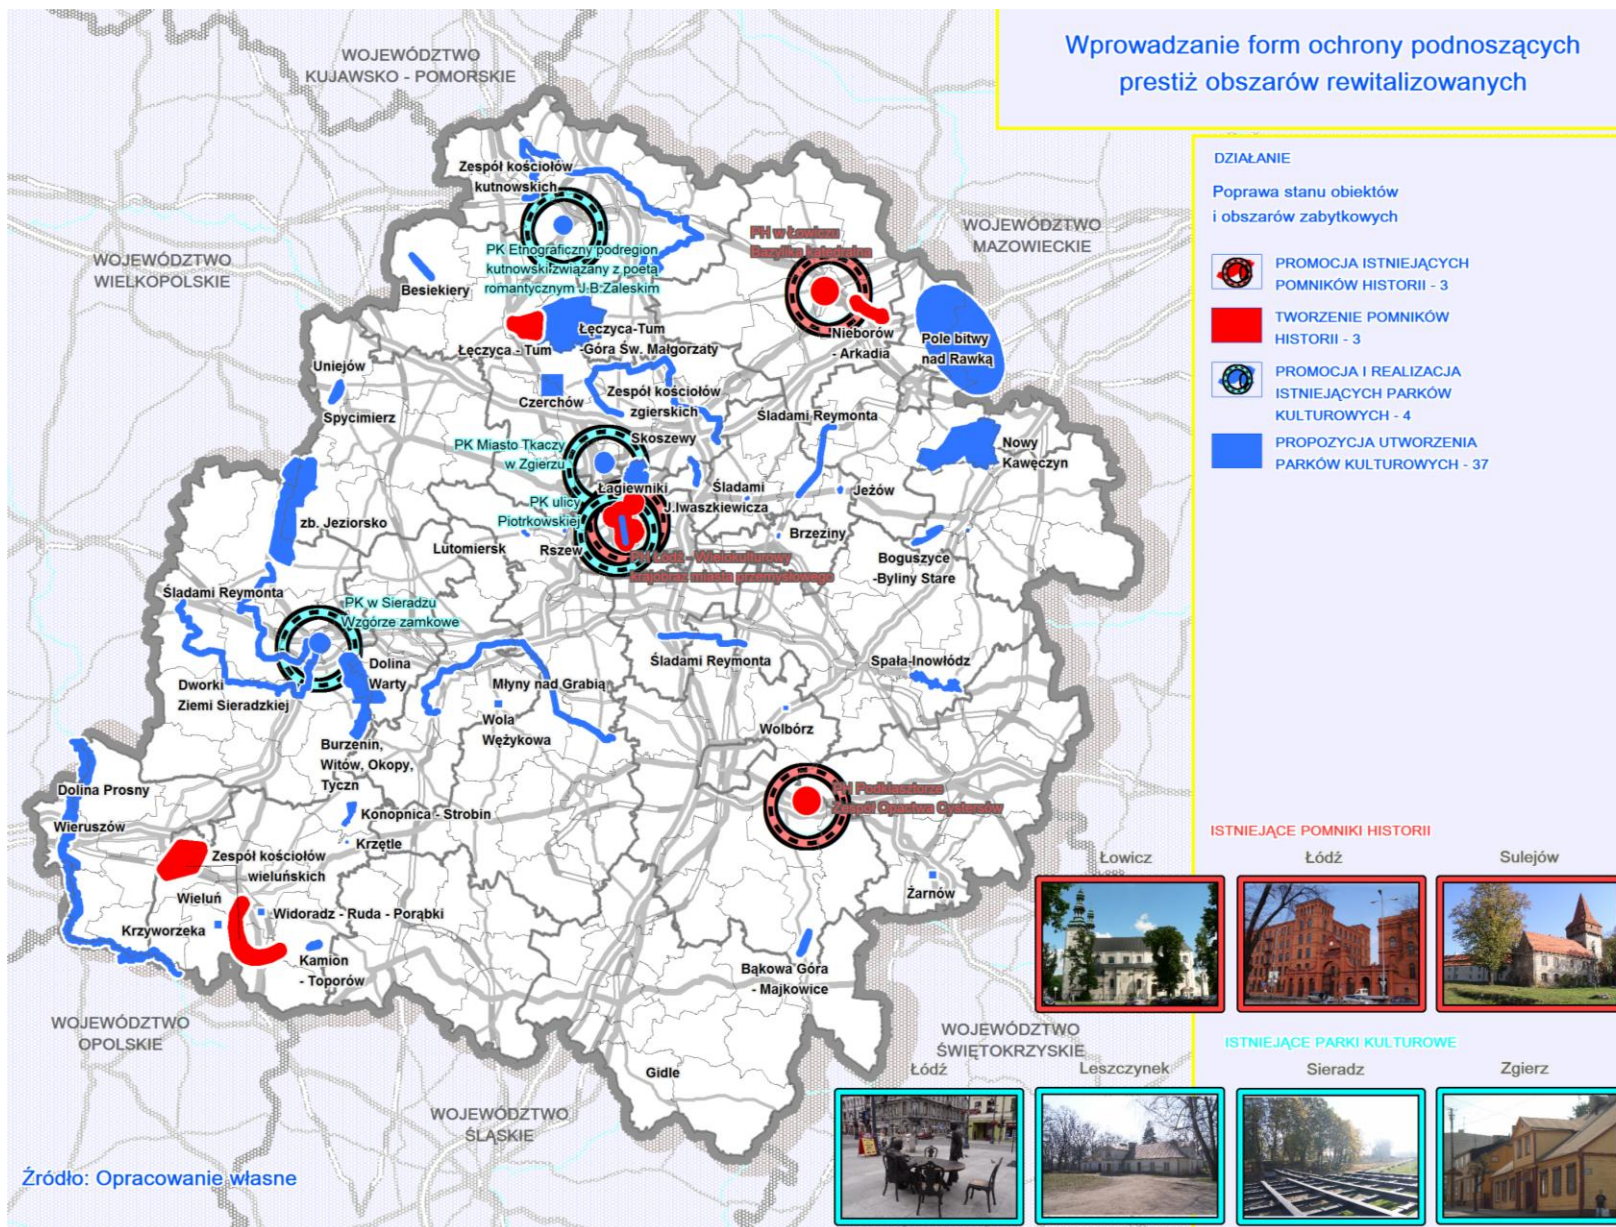 Wprowadzanie form ochrony podnoszących
prestiż obszarów rewitalizowanych
WOJEWÓDZTWO
KUJAWSKO - POMORSKIE
WOJEWÓDZTWO
MAZOWIECKIE
WOJEWÓDZTWO
WIELKOPOLSKIE
Zespół kościołów
kutnowskich
PK Etnograficzny podregion
kutnowski związany z poetą
romantycznym J.B.Zaleskim
Besiekiery
PH w Łowiczu
Bazylika katedralna
Nieborów
- Arkadia
Pole bitwy
nad Rawką
Łęczyca - Tum
Łęczyca-Tum
-Góra Św. Małgorzaty
Uniejów
Spycimierz
Czerchów
Zespół kościołów
zgierskich
Śladami Reymonta
Skoszewy
Nowy
Kawęczyn
PK Miasto Tkaczy
w Zgierzu
Łagiewniki
Śladami
J.Iwaszkiewicza
Jeżów
PK ulicy
Piotrkowskiej
zb. Jeziorsko
Lutomiersk
Rszew
Brzeziny
PH Łódź - Wielokulturowy
krajobraz miasta przemysłowego
Boguszyce
-Byliny Stare
Śladami Reymonta
PK w Sieradzu
Wzgórze zamkowe
Dolina
Warty
Dworki
Ziemi Sieradzkiej
Młyny nad Grabią
Śladami Reymonta
Spała-Inowłódz
Wola
Wężykowa
Wolbórz
Burzenin,
Witów, Okopy,
Tyczn
Dolina Prosny
Wieruszów
Konopnica - Strobin
Krzętle
PH Podklasztorze
Zespół Opactwa Cystersów
Zespół kościołów
wieluńskich
Wieluń
Widoradz - Ruda - Porąbki
Krzyworzeka
Kamion
- Toporów
Żarnów
Bąkowa Góra
- Majkowice
Gidle
WOJEWÓDZTWO
OPOLSKIE
WOJEWÓDZTWO
ŚLĄSKIE
WOJEWÓDZTWO
ŚWIĘTOKRZYSKIE
Źródło: Opracowanie własne
DZIAŁANIE
Poprawa stanu obiektów
i obszarów zabytkowych
PROMOCJA ISTNIEJĄCYCH
POMNIKÓW HISTORII - 3
TWORZENIE POMNIKÓW
HISTORII - 3
PROMOCJA I REALIZACJA
ISTNIEJĄCYCH PARKÓW
KULTUROWYCH - 4
PROPOZYCJA UTWORZENIA
PARKÓW KULTUROWYCH - 37
ISTNIEJĄCE POMNIKI HISTORII
Łowicz
Łódź
Sulejów
ISTNIEJĄCE PARKI KULTUROWE
Łódź
Leszczynek
Sieradz
Zgierz